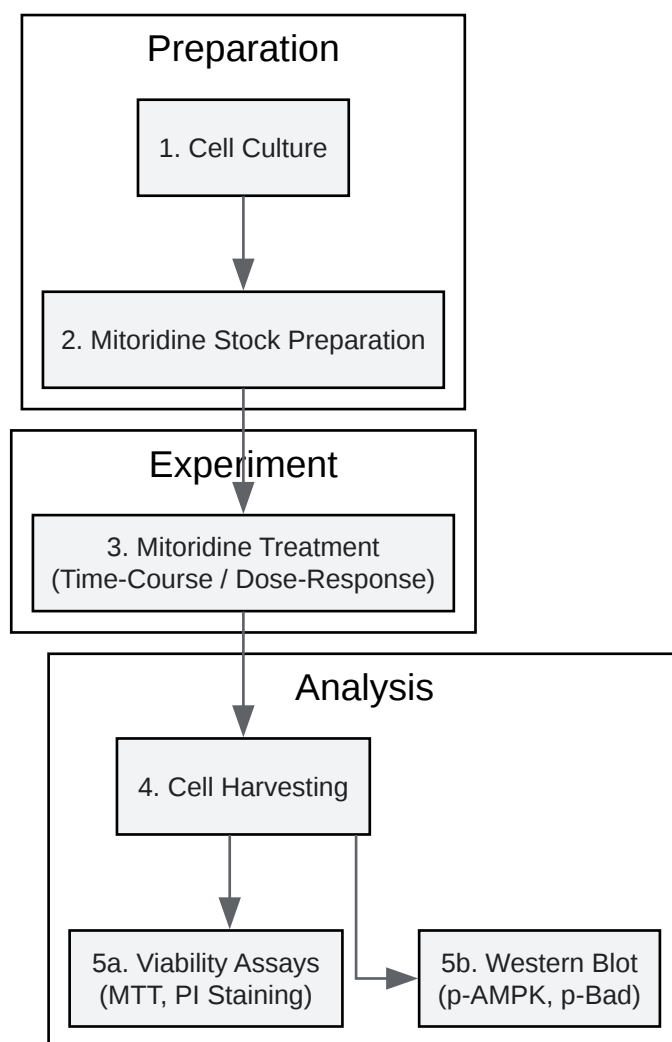 Preparation
1. Cell Culture
2. Mitoridine Stock Preparation
Experiment
3. Mitoridine Treatment
(Time-Course / Dose-Response)
Analysis
4. Cell Harvesting
5a. Viability Assays
(MTT, PI Staining)
5b. Western Blot
(p-AMPK, p-Bad)